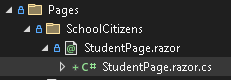 Pages
SchoolCitizens
StudentPage.razor
C# StudentPage.razor.cs